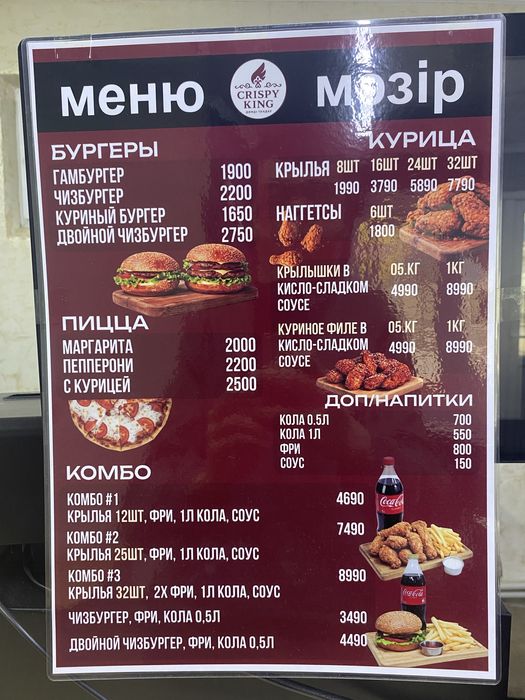 меню CRISPY KING мәзір
БУРГЕРЫ
ГАМБУРГЕР 1900
ЧИЗБУРГЕР 2200
КУРИНЫЙ БУРГЕР 1650
ДВОЙНОЙ ЧИЗБУРГЕР 2750
КУРИЦА
КРЫЛЬЯ 8ШТ 16ШТ 24ШТ 32ШТ
1990 3790 5890 7790
НАГГЕТСЫ 6ШТ
1800
КРЫЛЫШКИ В 05.КГ 1КГ
КИСЛО-СЛАДКОМ 4990 8990
СОУСЕ
КУРИНОЕ ФИЛЕ В 05.КГ 1КГ
КИСЛО-СЛАДКОМ 4990 8990
СОУСЕ
ПИЦЦА
МАРГАРИТА 2000
ПЕППЕРОНИ 2200
С КУРИЦЕЙ 2500
ДОП/НАПИТКИ
КОЛА 0.5Л 700
КОЛА 1Л 550
ФРИ 800
СОУС 150
КОМБО
КОМБО #1 4690
КРЫЛЬЯ 12ШТ, ФРИ, 1Л КОЛА, СОУС
КОМБО #2 7490
КРЫЛЬЯ 25ШТ, ФРИ, 1Л КОЛА, СОУС
КОМБО #3 8990
КРЫЛЬЯ 32ШТ, 2Х ФРИ, 1Л КОЛА, СОУС
ЧИЗБУРГЕР, ФРИ, КОЛА 0,5Л 3490
ДВОЙНОЙ ЧИЗБУРГЕР, ФРИ, КОЛА 0,5Л 4490
Coca-Cola
Coca-Cola